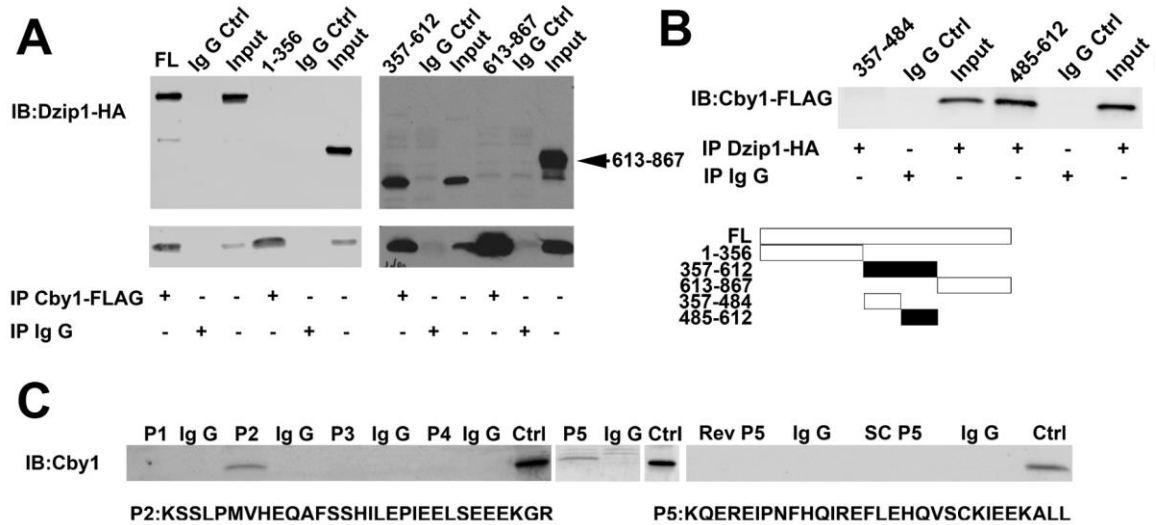 A
FL Ig G Ctrl Input 1-356 Ig G Ctrl Input 357-612 Ig G Ctrl Input 613-867 Ig G Ctrl Input
IB:Dzip1-HA
613-867
IP Cby1-FLAG + - - + - - + - - + - -
IP Ig G - + - - + - - + - - + -
B
357-484 Ig G Ctrl Input 485-612 Ig G Ctrl Input
IB:Cby1-FLAG
IP Dzip1-HA + - + + - +
IP Ig G - + - - + -
FL
1-356
357-612
613-867
357-484
485-612
C
P1 Ig G P2 Ig G P3 Ig G P4 Ig G Ctrl P5 Ig G Ctrl Rev P5 Ig G SC P5 Ig G Ctrl
IB:Cby1
P2:KSSLPMVHEQAFSSHILEPIEELSEEEKGR P5:KQEREIPNFHQIREFLEHQVSCKIEEKALL